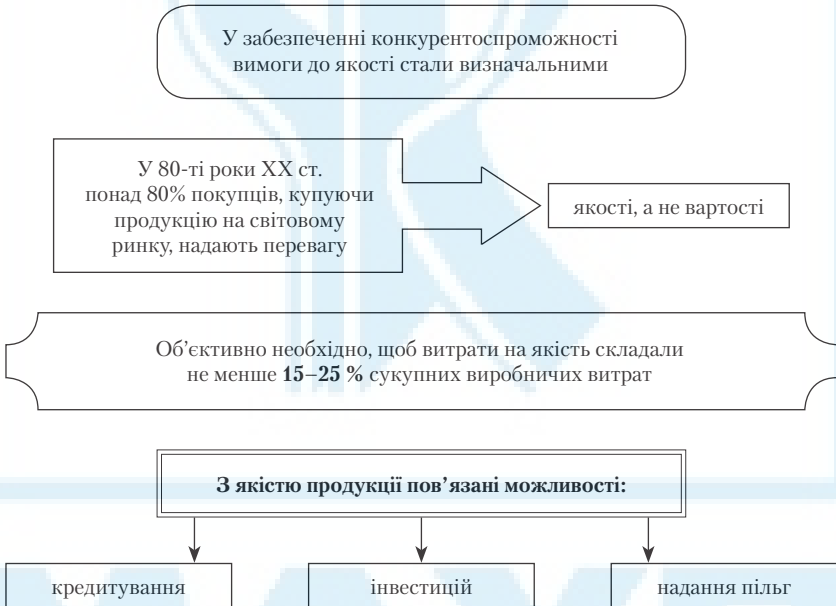 У забезпеченні конкурентоспроможності
вимоги до якості стали визначальними
У 80-ті роки ХХ ст.
понад 80% покупців, купуючи
продукцію на світовому
ринку, надають перевагу
якості, а не вартості
Об’єктивно необхідно, щоб витрати на якість складали
не менше 15–25 % сукупних виробничих витрат
З якістю продукції пов’язані можливості:
кредитування
інвестицій
надання пільг